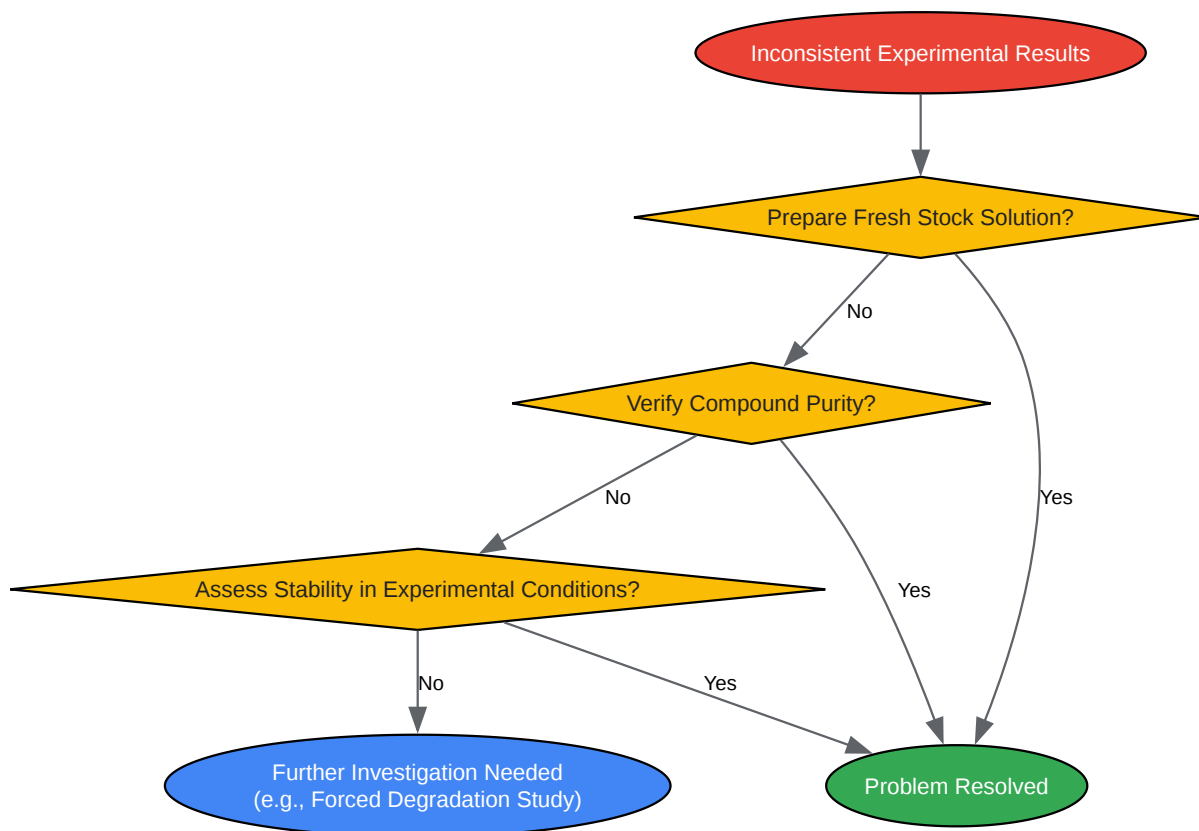 Inconsistent Experimental Results
Prepare Fresh Stock Solution?
No
Verify Compound Purity?
No
Yes
Assess Stability in Experimental Conditions?
Yes
No
Yes
Further Investigation Needed
(e.g., Forced Degradation Study)
Problem Resolved